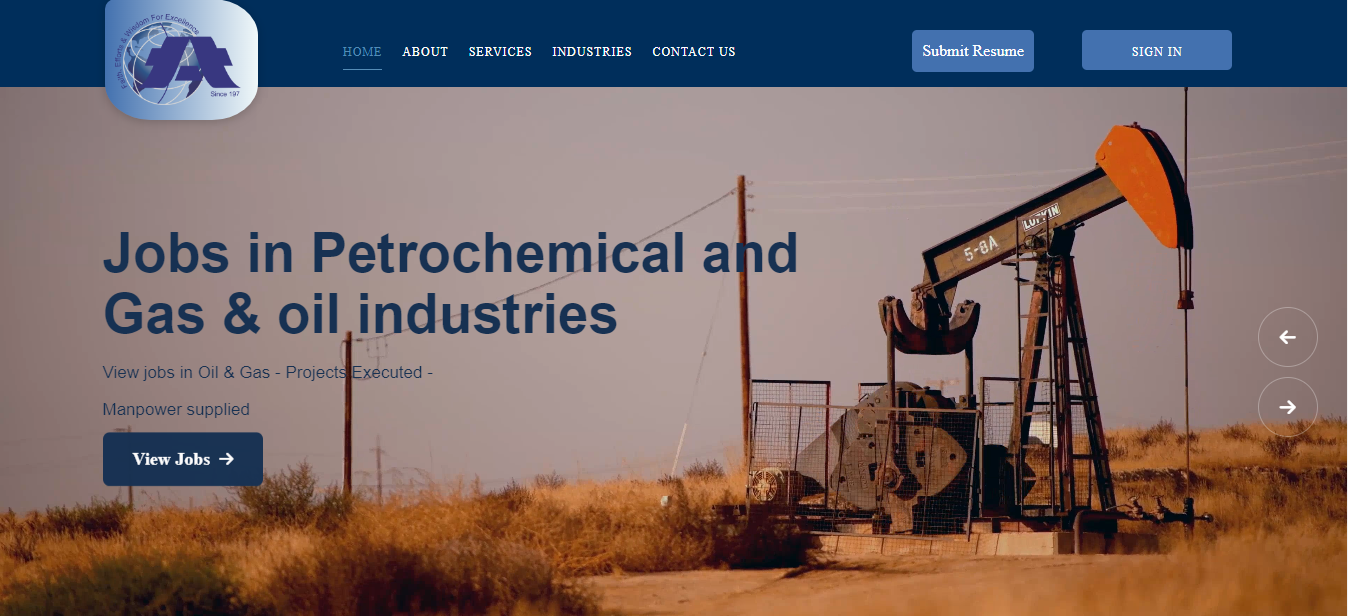 Faith, Efforts & Wisdom For Excellence
Since 197
HOME ABOUT SERVICES INDUSTRIES CONTACT US
Submit Resume
SIGN IN
Jobs in Petrochemical and
Gas & oil industries
View jobs in Oil & Gas - Projects Executed -
Manpower supplied
View Jobs
LUFKIN
5-8A